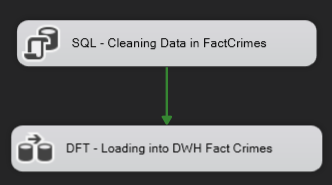 SQL - Cleaning Data in FactCrimes
DFT - Loading into DWH Fact Crimes